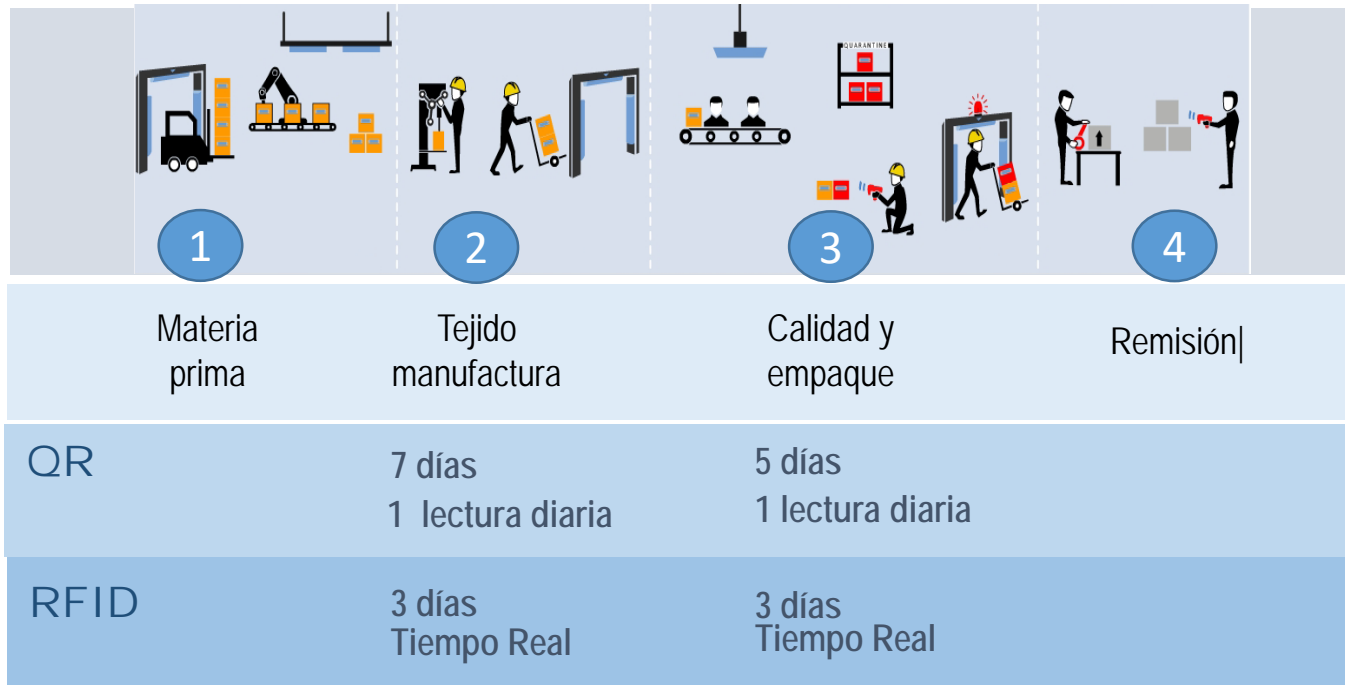 QUARANTINE
1
2
3
4
Materia
prima
Tejido
manufactura
Calidad y
empaque
Remisión|
QR
7 días
1 lectura diaria
5 días
1 lectura diaria
RFID
3 días
Tiempo Real
3 días
Tiempo Real